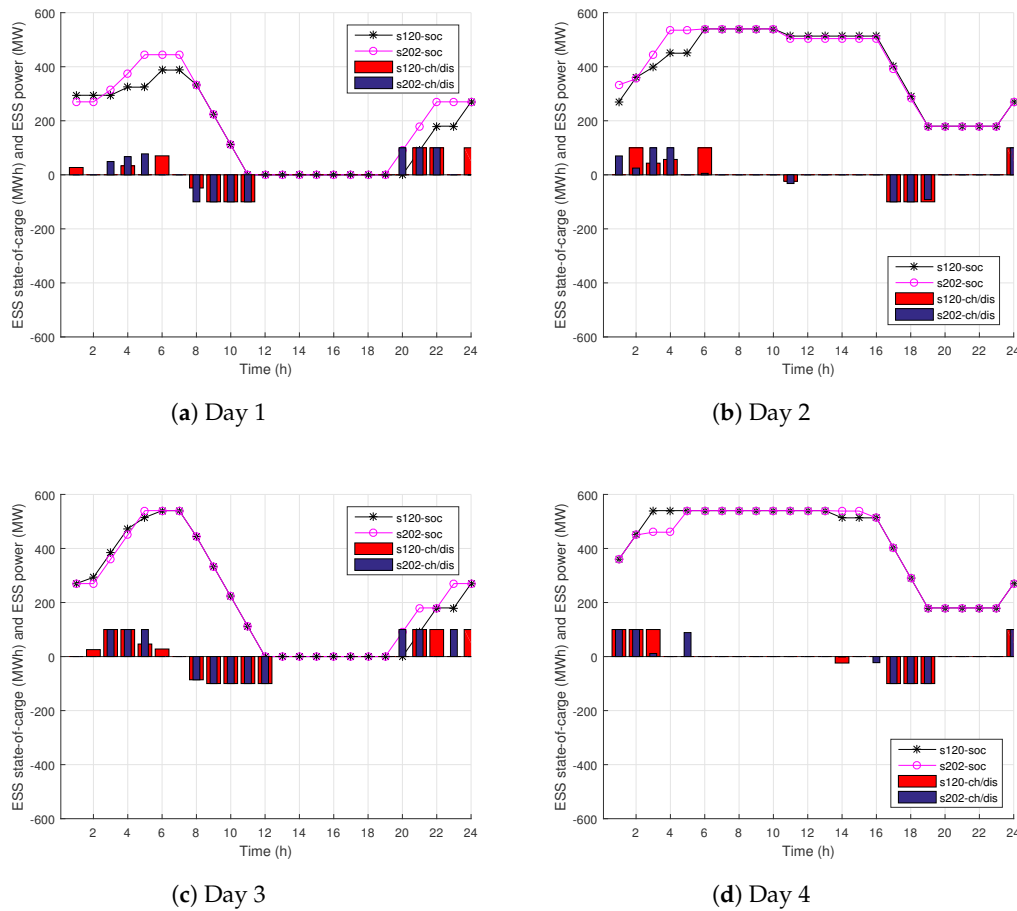 600
400
200
0
-200
-400
-600
ESS state-of-carge (MWh) and ESS power (MW)
s120-soc
s202-soc
s120-ch/dis
s202-ch/dis
2 4 6 8 10 12 14 16 18 20 22 24
Time (h)
(a) Day 1
600
400
200
0
-200
-400
-600
ESS state-of-carge (MWh) and ESS power (MW)
s120-soc
s202-soc
s120-ch/dis
s202-ch/dis
2 4 6 8 10 12 14 16 18 20 22 24
Time (h)
(b) Day 2
600
400
200
0
-200
-400
-600
ESS state-of-carge (MWh) and ESS power (MW)
s120-soc
s202-soc
s120-ch/dis
s202-ch/dis
2 4 6 8 10 12 14 16 18 20 22 24
Time (h)
(c) Day 3
600
400
200
0
-200
-400
-600
ESS state-of-carge (MWh) and ESS power (MW)
s120-soc
s202-soc
s120-ch/dis
s202-ch/dis
2 4 6 8 10 12 14 16 18 20 22 24
Time (h)
(d) Day 4